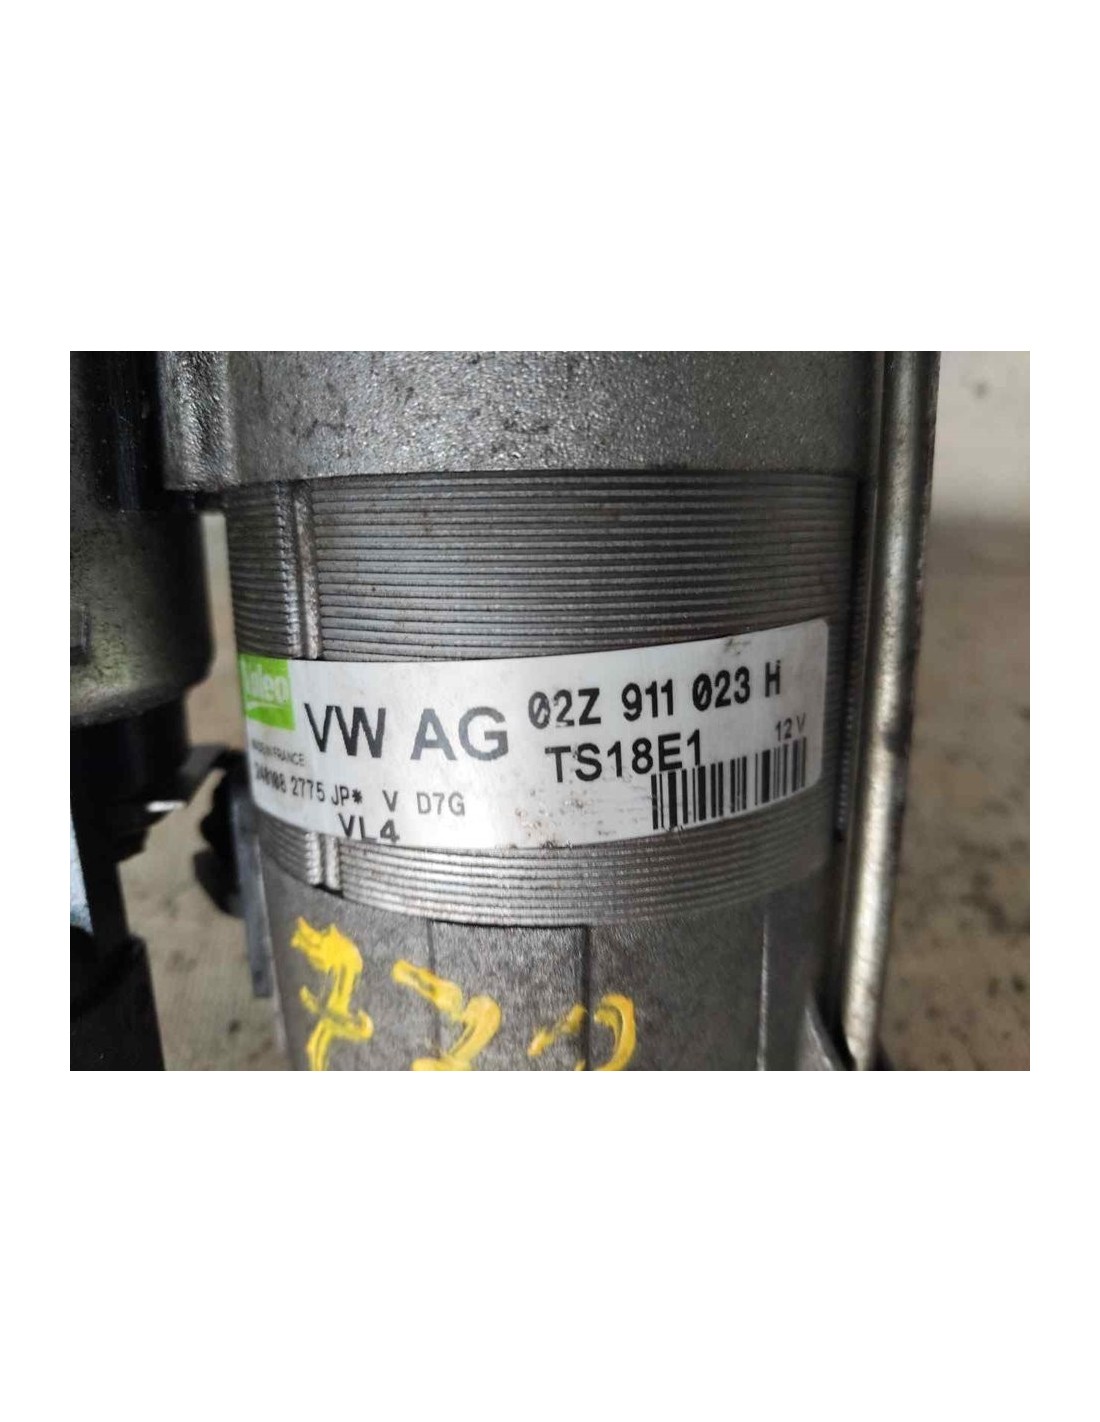 Valeo
VW AG
02Z 911 023 H
TS18E1
12V
MADE IN FRANCE
2775 JP* V D7G
VL4